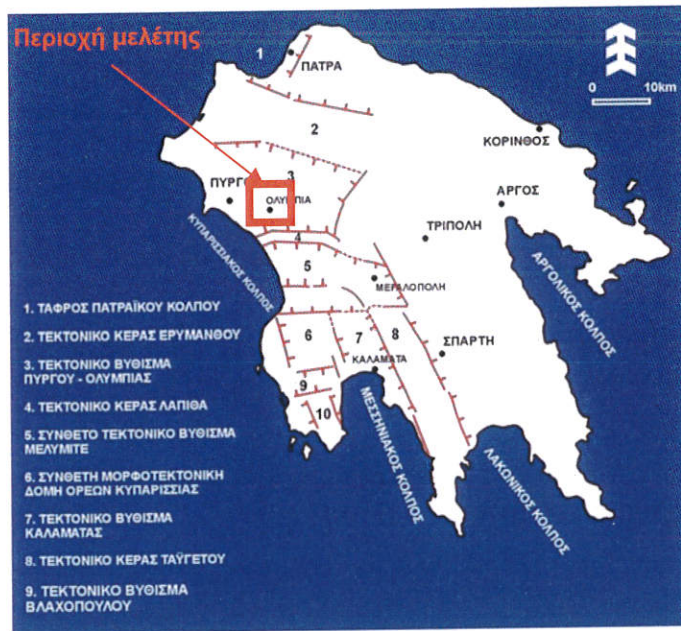 Περιοχή μελέτης
1
ΠΑΤΡΑ
0 10km
2
ΚΟΡΙΝΘΟΣ
3
ΠΥΡΓΟ
ΟΛΥΜΠΙΑ
ΑΡΓΟΣ
ΤΡΙΠΟΛΗ
4
ΚΥΠΑΡΙΣΣΙΑΚΟΣ ΚΟΛΠΟΣ
5
ΜΕΓΑΛΟΠΟΛΗ
ΑΡΓΟΛΙΚΟΣ ΚΟΛΠΟΣ
6
7
8
ΣΠΑΡΤΗ
ΚΑΛΑΜΑΤΑ
9
10
ΜΕΣΣΗΝΙΑΚΟΣ ΚΟΛΠΟΣ
ΛΑΚΩΝΙΚΟΣ ΚΟΛΠΟΣ
1. ΤΑΦΡΟΣ ΠΑΤΡΑΪΚΟΥ ΚΟΛΠΟΥ
2. ΤΕΚΤΟΝΙΚΟ ΚΕΡΑΣ ΕΡΥΜΑΝΘΟΥ
3. ΤΕΚΤΟΝΙΚΟ ΒΥΘΙΣΜΑ
ΠΥΡΓΟΥ - ΟΛΥΜΠΙΑΣ
4. ΤΕΚΤΟΝΙΚΟ ΚΕΡΑΣ ΛΑΠΙΘΑ
5. ΣΥΝΘΕΤΟ ΤΕΚΤΟΝΙΚΟ ΒΥΘΙΣΜΑ
ΜΕΛΥΜΙΤΕ
6. ΣΥΝΘΕΤΗ ΜΟΡΦΟΤΕΚΤΟΝΙΚΗ
ΔΟΜΗ ΟΡΕΩΝ ΚΥΠΑΡΙΣΣΙΑΣ
7. ΤΕΚΤΟΝΙΚΟ ΒΥΘΙΣΜΑ
ΚΑΛΑΜΑΤΑΣ
8. ΤΕΚΤΟΝΙΚΟ ΚΕΡΑΣ ΤΑΫΓΕΤΟΥ
9. ΤΕΚΤΟΝΙΚΟ ΒΥΘΙΣΜΑ
ΒΛΑΧΟΠΟΥΛΟΥ